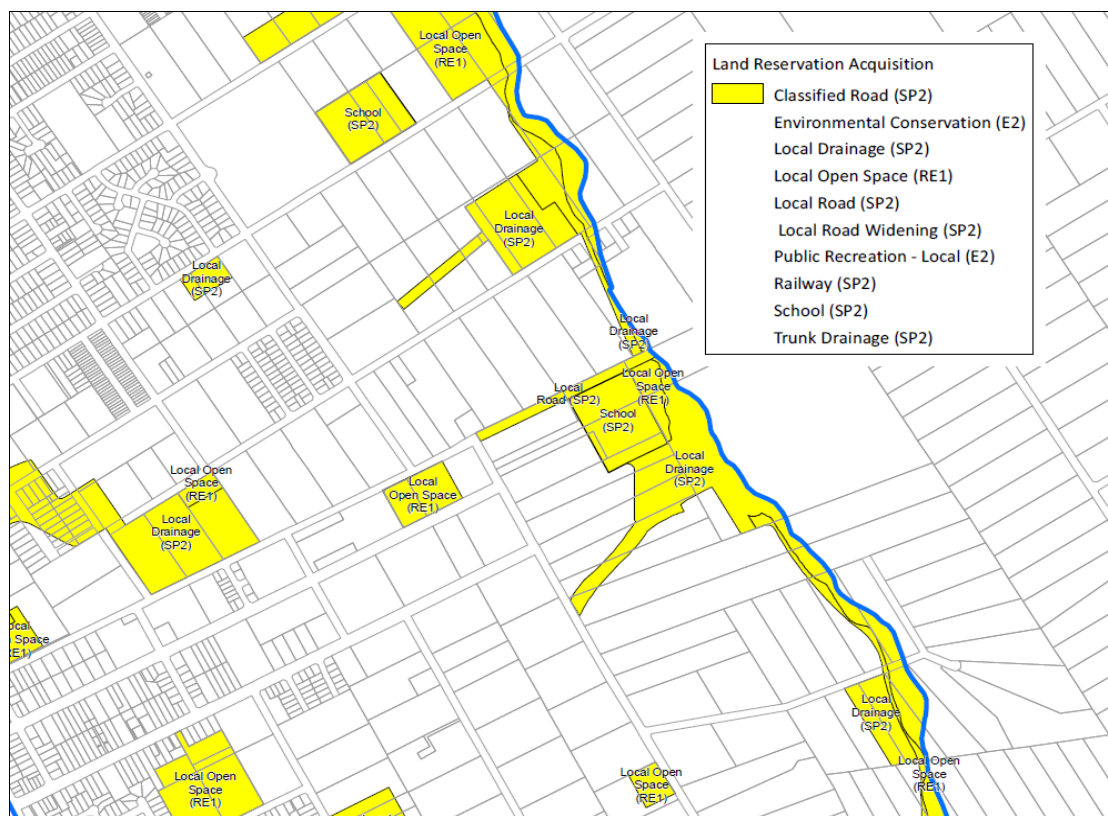 Local Open
Space
(RE1)
Land Reservation Acquisition
Classified Road (SP2)
Environmental Conservation (E2)
Local Drainage (SP2)
Local Open Space (RE1)
Local Road (SP2)
Local Road Widening (SP2)
Public Recreation - Local (E2)
Railway (SP2)
School (SP2)
Trunk Drainage (SP2)
School
(SP2)
Local
Drainage
(SP2)
Local
Drainage
(SP2)
Local
Drainage
(SP2)
Local Open
Space
(RE1)
Local
Road (SP2)
School
(SP2)
Local
Drainage
(SP2)
Local Open
Space
(RE1)
Local
Open Space
(RE1)
Local
Drainage
(SP2)
ocal
n Space
RE1)
Local
Drainage
(SP2)
Local Open
Space
(RE1)
Local Open
Space
(RE1)
Local Open
Space
(RE1)